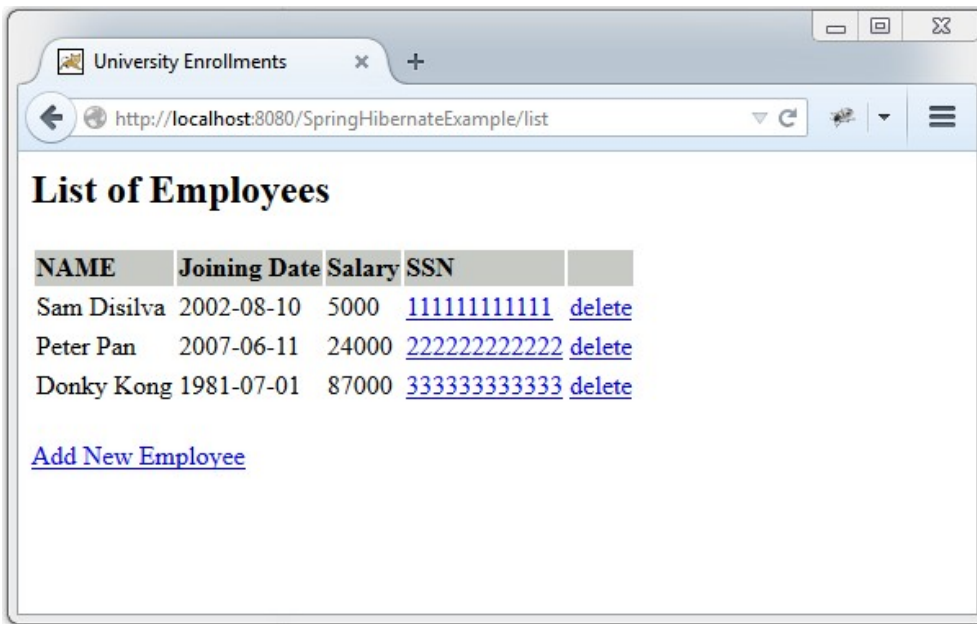 University Enrollments
http://localhost:8080/SpringHibernateExample/list
List of Employees
NAME Joining Date Salary SSN
Sam Disilva 2002-08-10 5000 111111111111 delete
Peter Pan 2007-06-11 24000 222222222222 delete
Donky Kong 1981-07-01 87000 333333333333 delete
Add New Employee